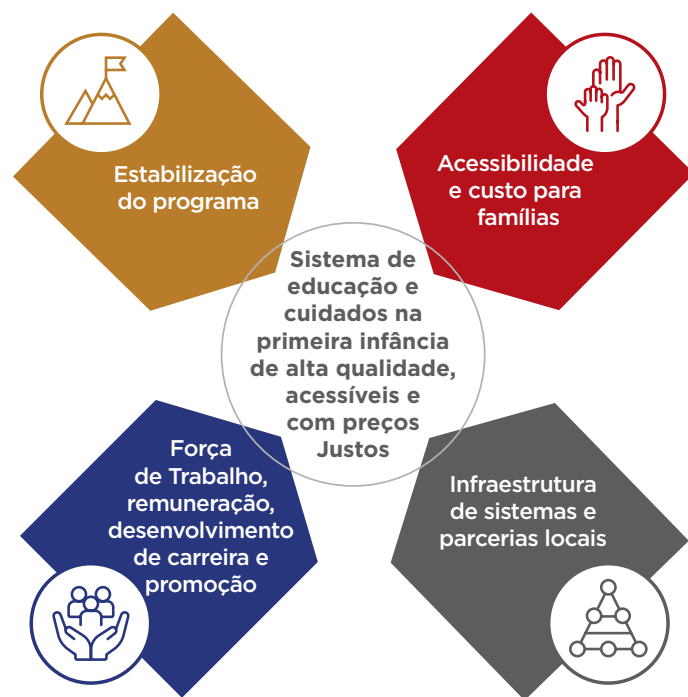 Estabilização
do programa
Acessibilidade
e custo para
famílias
Sistema de
educação e
cuidados na
primeira infância
de alta qualidade,
acessíveis e
com preços
Justos
Força
de Trabalho,
remuneração,
desenvolvimento
de carreira e
promoção
Infraestrutura
de sistemas e
parcerias locais